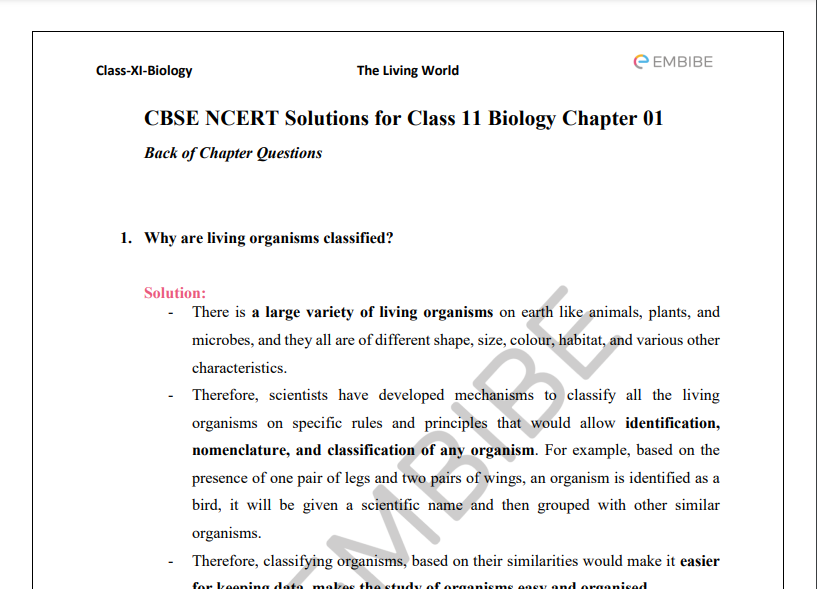 Class-XI-Biology The Living World EMBIBE
CBSE NCERT Solutions for Class 11 Biology Chapter 01
Back of Chapter Questions
1. Why are living organisms classified?
Solution:
- There is a large variety of living organisms on earth like animals, plants, and
microbes, and they all are of different shape, size, colour, habitat, and various other
characteristics.
- Therefore, scientists have developed mechanisms to classify all the living
organisms on specific rules and principles that would allow identification,
nomenclature, and classification of any organism. For example, based on the
presence of one pair of legs and two pairs of wings, an organism is identified as a
bird, it will be given a scientific name and then grouped with other similar
organisms.
- Therefore, classifying organisms, based on their similarities would make it easier
for keeping data, makes the study of organisms easy and organised.
EMBIBE